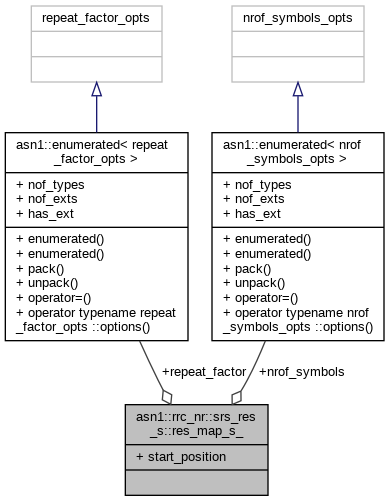 repeat_factor_opts
nrof_symbols_opts
asn1::enumerated< repeat
_factor_opts >
+ nof_types
+ nof_exts
+ has_ext
+ enumerated()
+ enumerated()
+ pack()
+ unpack()
+ operator=()
+ operator typename repeat
_factor_opts ::options()
asn1::enumerated< nrof
_symbols_opts >
+ nof_types
+ nof_exts
+ has_ext
+ enumerated()
+ enumerated()
+ pack()
+ unpack()
+ operator=()
+ operator typename nrof
_symbols_opts ::options()
+repeat_factor
+nrof_symbols
asn1::rrc_nr::srs_res
_s::res_map_s_
+ start_position